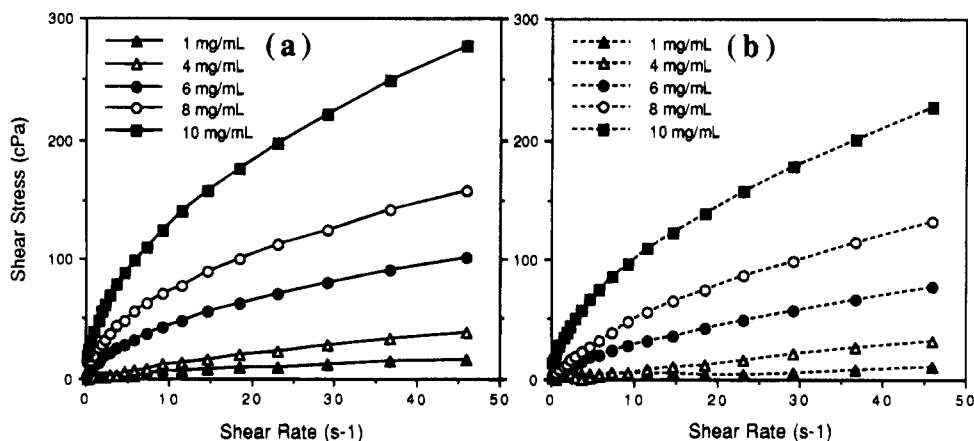 (a)
1 mg/mL
4 mg/mL
6 mg/mL
8 mg/mL
10 mg/mL
300
200
100
0
Shear Stress (cPa)
0 10 20 30 40 50
Shear Rate (s-1)
(b)
1 mg/mL
4 mg/mL
6 mg/mL
8 mg/mL
10 mg/mL
300
200
100
0
0 10 20 30 40 50
Shear Rate (s-1)